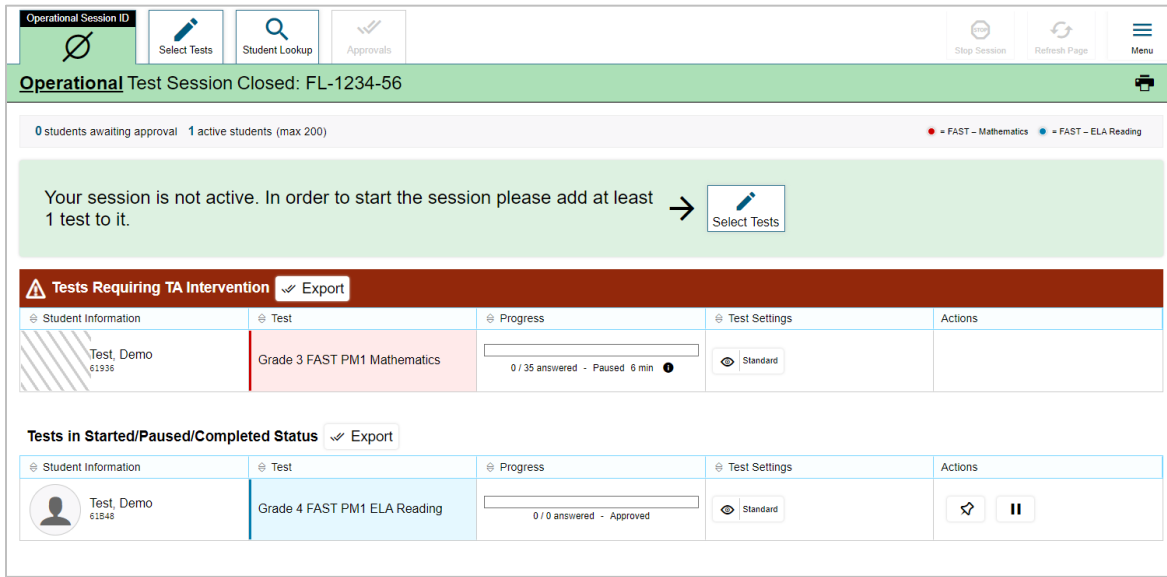 Operational Session ID
Select Tests
Student Lookup
Approvals
STOP
Stop Session
Refresh Page
Menu
Operational Test Session Closed: FL-1234-56
0 students awaiting approval 1 active students (max 200)
= FAST – Mathematics = FAST – ELA Reading
Your session is not active. In order to start the session please add at least
1 test to it.
Select Tests
Tests Requiring TA Intervention Export
Student Information Test Progress Test Settings Actions
Test, Demo
61936
Grade 3 FAST PM1 Mathematics
0 / 35 answered - Paused 6 min
Standard
Tests in Started/Paused/Completed Status Export
Student Information Test Progress Test Settings Actions
Test, Demo
61B48
Grade 4 FAST PM1 ELA Reading
0 / 0 answered - Approved
Standard